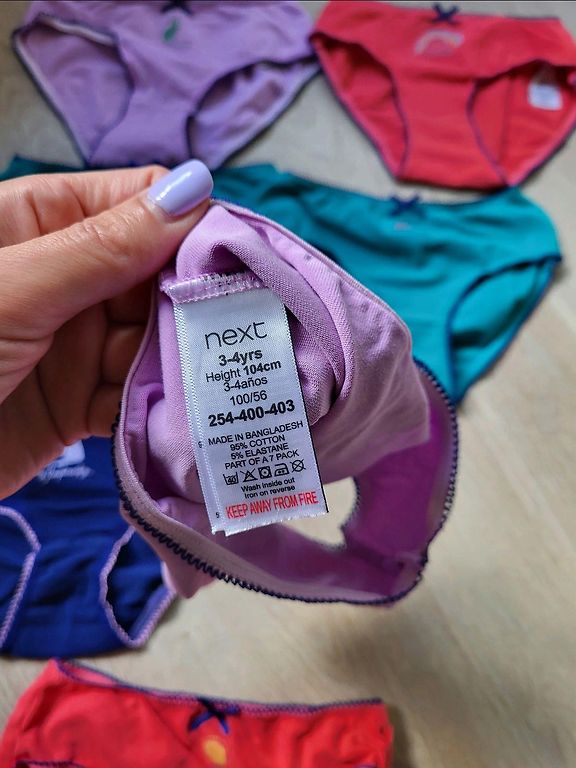 next
3-4yrs
Height 104cm
3-4años
100/56
254-400-403
MADE IN BANGLADESH
95% COTTON
5% ELASTANE
PART OF A 7 PACK
40
Wash inside out
Iron on reverse
KEEP AWAY FROM FIRE